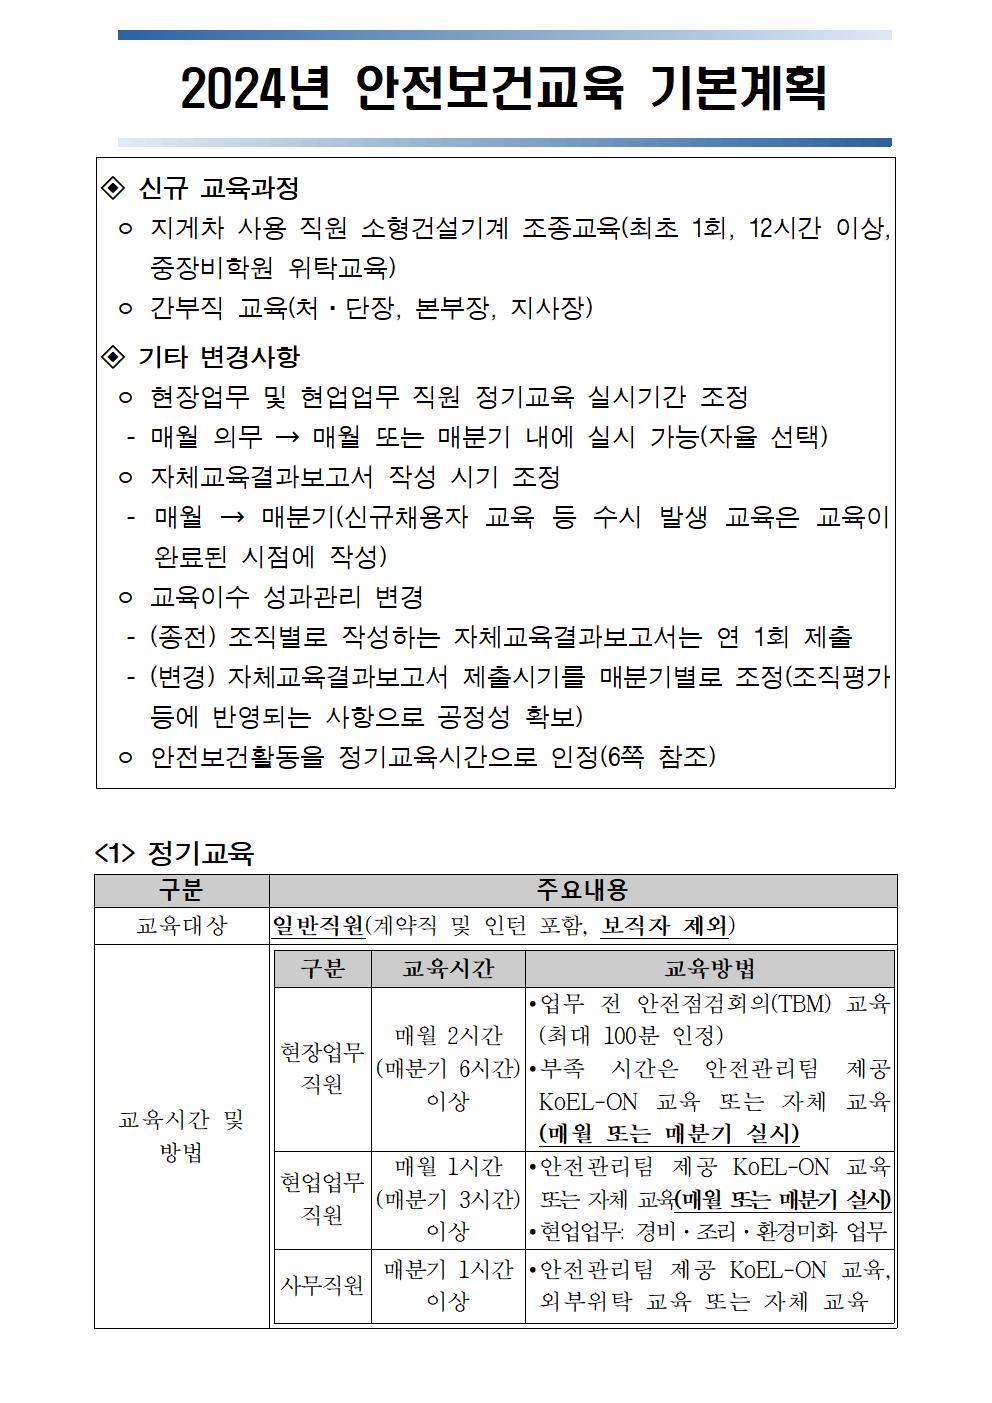 2024년 안전보건교육 기본계획
◈ 신규 교육과정
ㅇ 지게차 사용 직원 소형건설기계 조종교육(최초 1회, 12시간 이상,
중장비학원 위탁교육)
ㅇ 간부직 교육(처·단장, 본부장, 지사장)
◈ 기타 변경사항
ㅇ 현장업무 및 현업업무 직원 정기교육 실시기간 조정
- 매월 의무 → 매월 또는 매분기 내에 실시 가능(자율 선택)
ㅇ 자체교육결과보고서 작성 시기 조정
- 매월 → 매분기(신규채용자 교육 등 수시 발생 교육은 교육이
완료된 시점에 작성)
ㅇ 교육이수 성과관리 변경
- (종전) 조직별로 작성하는 자체교육결과보고서는 연 1회 제출
- (변경) 자체교육결과보고서 제출시기를 매분기별로 조정(조직평가
등에 반영되는 사항으로 공정성 확보)
ㅇ 안전보건활동을 정기교육시간으로 인정(6쪽 참조)
<1> 정기교육
구분 주요내용
교육대상 일반직원(계약직 및 인턴 포함, 보직자 제외)
교육시간 및
방법
구분 교육시간 교육방법
현장업무
직원
매월 2시간
(매분기 6시간)
이상
•업무 전 안전점검회의(TBM) 교육
(최대 100분 인정)
•부족 시간은 안전관리팀 제공
KoEL-ON 교육 또는 자체 교육
(매월 또는 매분기 실시)
현업업무
직원
매월 1시간
(매분기 3시간)
이상
•안전관리팀 제공 KoEL-ON 교육
또는 자체 교육(매월 또는 매분기 실시)
•현업업무: 경비·조리·환경미화 업무
사무직원
매분기 1시간
이상
•안전관리팀 제공 KoEL-ON 교육,
외부위탁 교육 또는 자체 교육